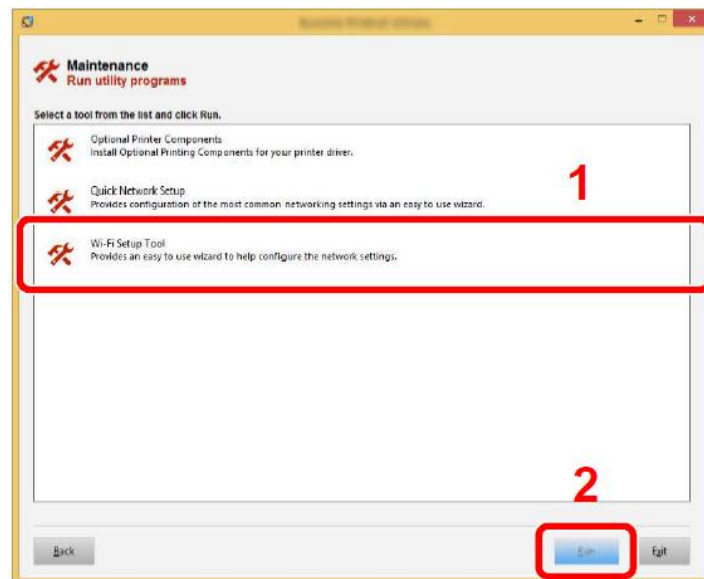 Maintenance
Run utility programs
Select a tool from the list and click Run.
Optional Printer Components
Install Optional Printing Components for your printer driver.
1
Quick Network Setup
Provides configuration of the most common networking settings via an easy to use wizard.
Wi-Fi Setup Tool
Provides an easy to use wizard to help configure the network settings.
2
Back
Run
Exit